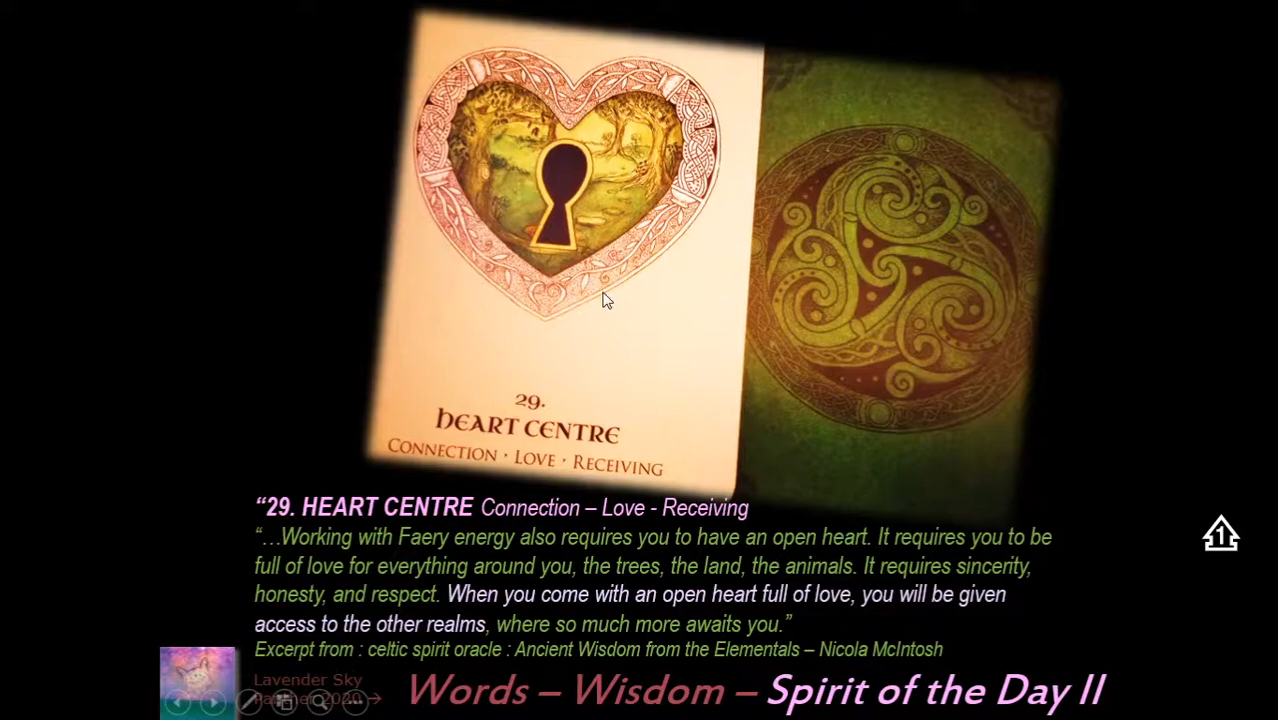 29.
HEART CENTRE
CONNECTION • LOVE • RECEIVING
“29. HEART CENTRE Connection – Love - Receiving
“…Working with Faery energy also requires you to have an open heart. It requires you to be
full of love for everything around you, the trees, the land, the animals. It requires sincerity,
honesty, and respect. When you come with an open heart full of love, you will be given
access to the other realms, where so much more awaits you.”
Excerpt from : celtic spirit oracle : Ancient Wisdom from the Elementals – Nicola McIntosh
Lavender Sky
2020
Words – Wisdom – Spirit of the Day II
1